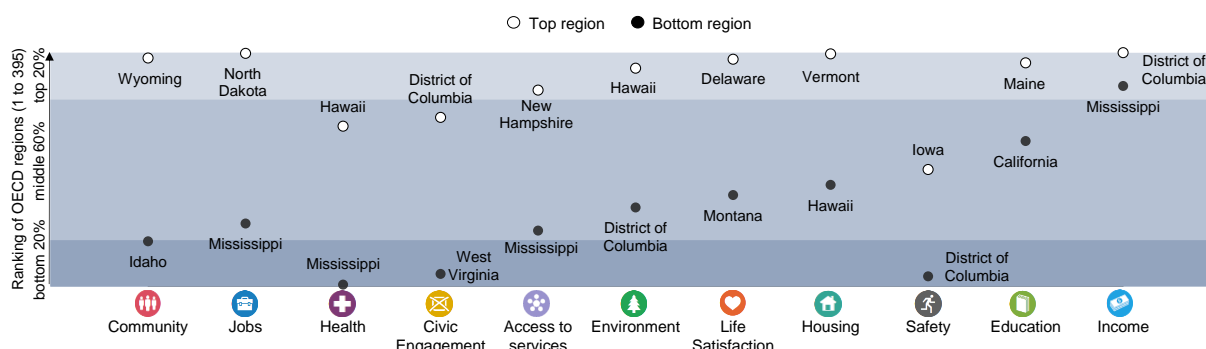 Top region
Bottom region
Ranking of OECD regions (1 to 395)
top 20%
middle 60%
bottom 20%
Wyoming
Idaho
North
Dakota
Mississippi
Hawaii
Mississippi
District of
Columbia
West
Virginia
New
Hampshire
Mississippi
Hawaii
District of
Columbia
Delaware
Montana
Vermont
Hawaii
Iowa
District of
Columbia
Maine
California
District of
Columbia
Mississippi
Community
Jobs
Health
Civic
Engagement
Access to
services
Environment
Life
Satisfaction
Housing
Safety
Education
Income